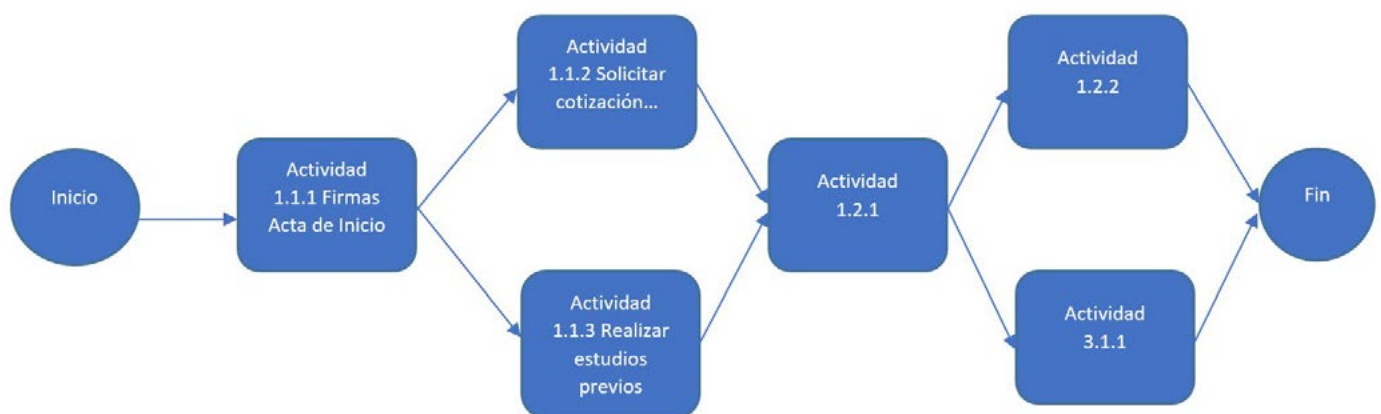 Inicio
Actividad
1.1.1 Firmas
Acta de Inicio
Actividad
1.1.2 Solicitar
cotización...
Actividad
1.1.3 Realizar
estudios
previos
Actividad
1.2.1
Actividad
1.2.2
Actividad
3.1.1
Fin